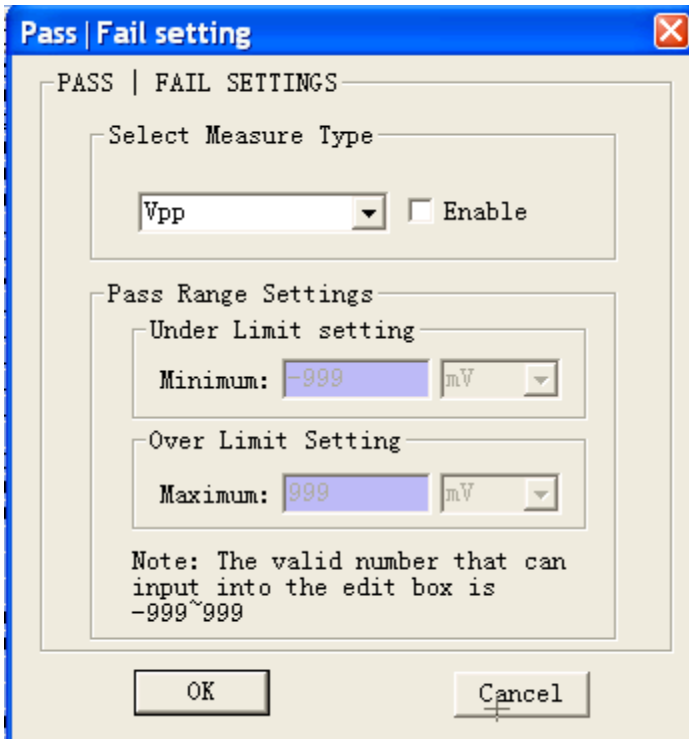 Pass | Fail setting
PASS | FAIL SETTINGS
Select Measure Type
Vpp
Enable
Pass Range Settings
Under Limit setting
Minimum: -999 mV
Over Limit Setting
Maximum: 999 mV
Note: The valid number that can
input into the edit box is
-999~999
OK Cancel